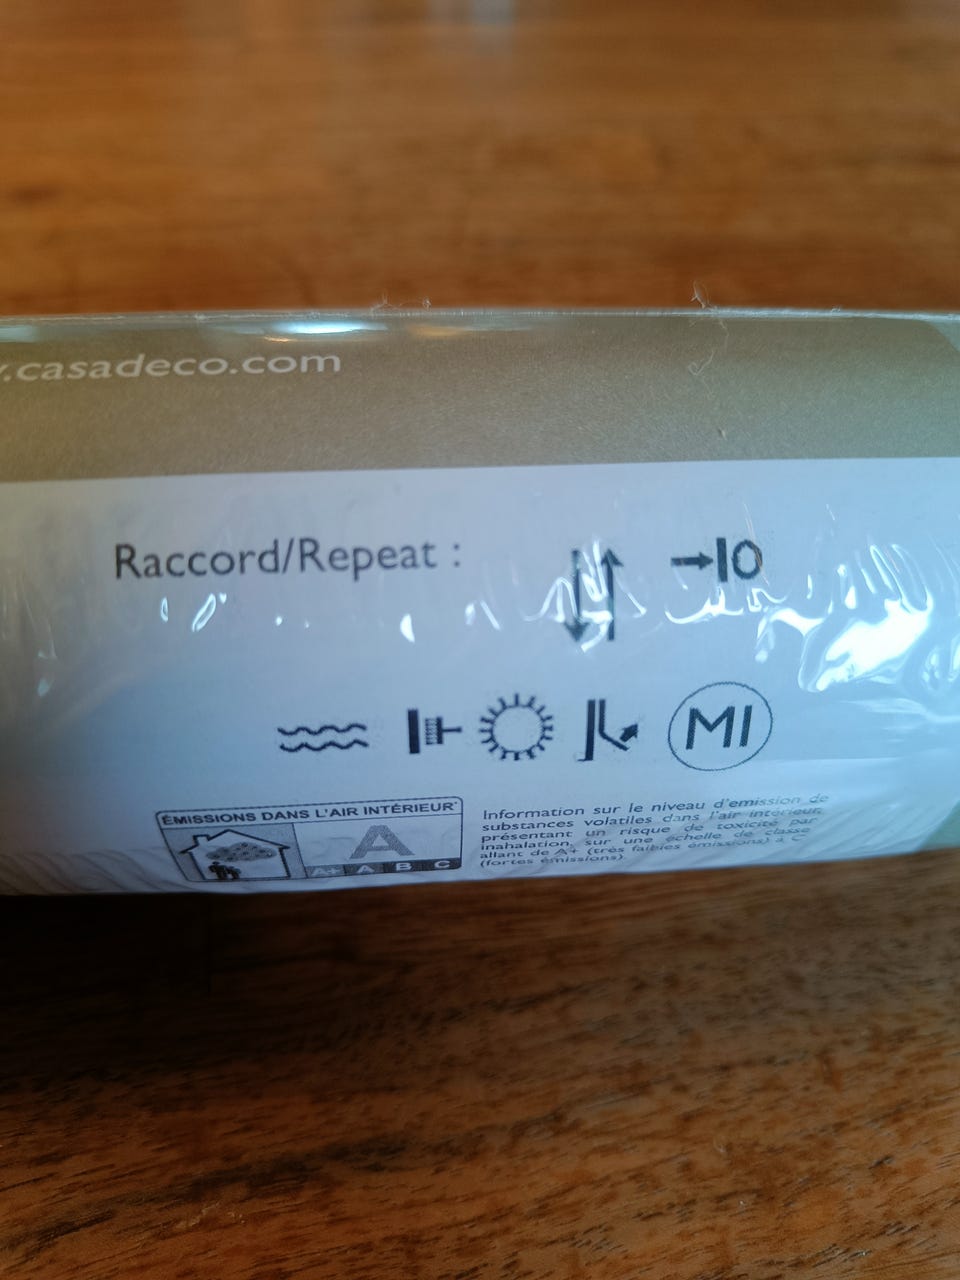 .casadeco.com
Raccord/Repeat : →|O
MI
ÉMISSIONS DANS L'AIR INTÉRIEUR*
A
A+ A B C
Information sur le niveau d'émission de
substances volatiles dans l'air intérieur,
présentant un risque de toxicité par
inahalation, sur une échelle de classe
allant de A+ (très faibles émissions) à C
(fortes émissions)